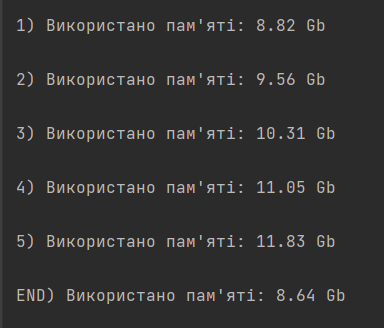 1) Використано пам'яті: 8.82 Gb
2) Використано пам'яті: 9.56 Gb
3) Використано пам'яті: 10.31 Gb
4) Використано пам'яті: 11.05 Gb
5) Використано пам'яті: 11.83 Gb
END) Використано пам'яті: 8.64 Gb